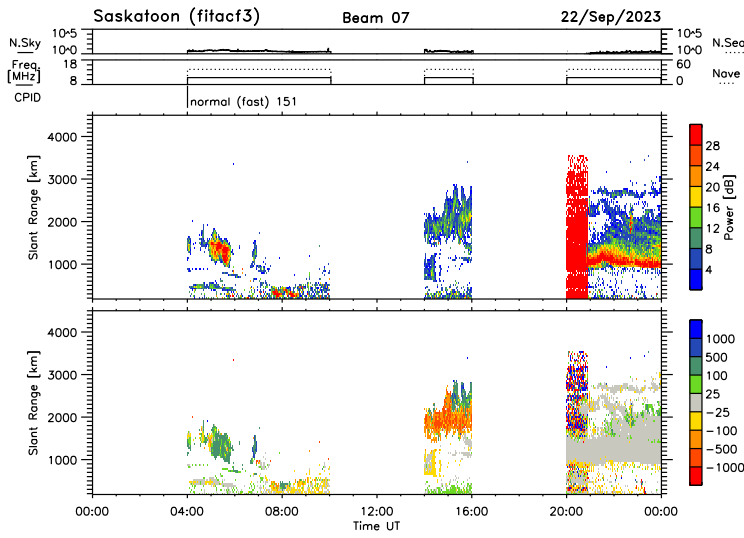 Saskatoon (fitacf3) Beam 07 22/Sep/2023
N.Sky 10^5 10^0 10^5 10^0 N.Sea
Freq. [MHz] 18 8 60 0 Nave
CPID normal (fast) 151
Slant Range [km]
4000
3000
2000
1000
28
24
20
16
12
8
4
Power [dB]
Slant Range [km]
4000
3000
2000
1000
1000
500
100
25
-25
-100
-500
-1000
00:00 04:00 08:00 12:00 16:00 20:00 00:00
Time UT